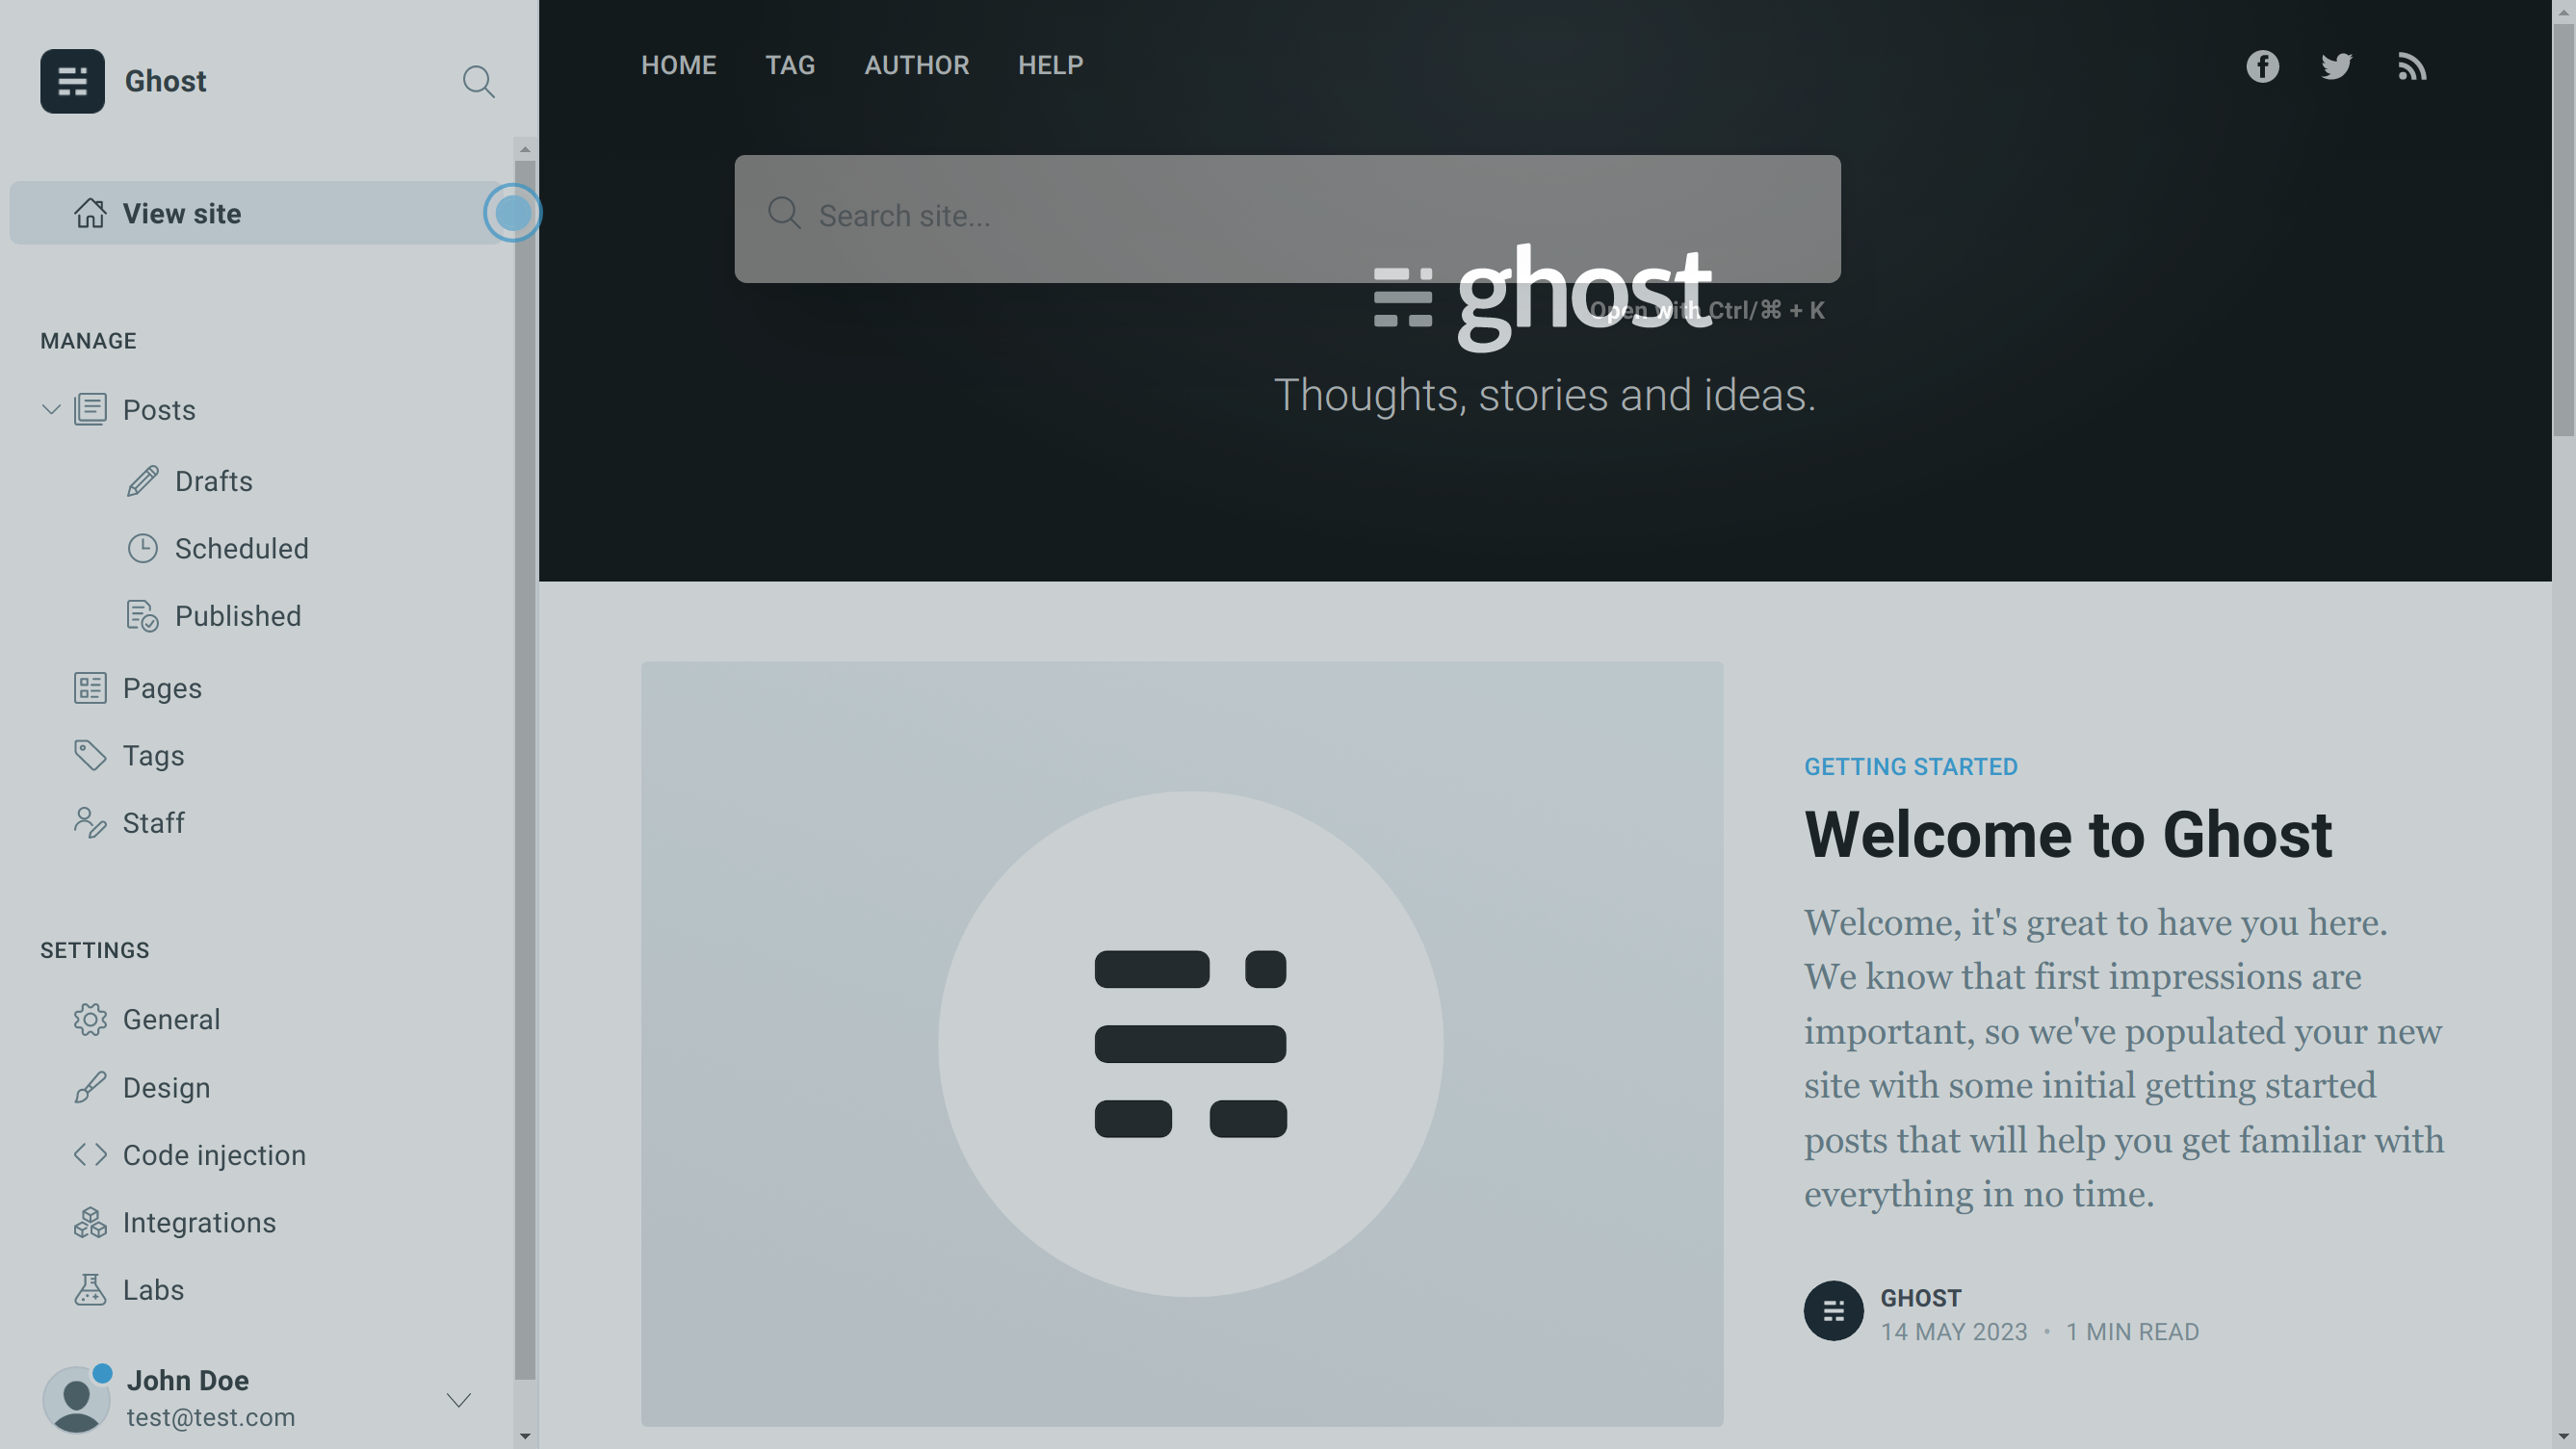 Ghost
View site
MANAGE
Posts
Drafts
Scheduled
Published
Pages
Tags
Staff
SETTINGS
General
Design
Code injection
Integrations
Labs
John Doe
test@test.com
HOME TAG AUTHOR HELP
Search site...
ghost
Open with Ctrl/⌘ + K
Thoughts, stories and ideas.
GETTING STARTED
Welcome to Ghost
Welcome, it's great to have you here.
We know that first impressions are
important, so we've populated your new
site with some initial getting started
posts that will help you get familiar with
everything in no time.
GHOST
14 MAY 2023 • 1 MIN READ